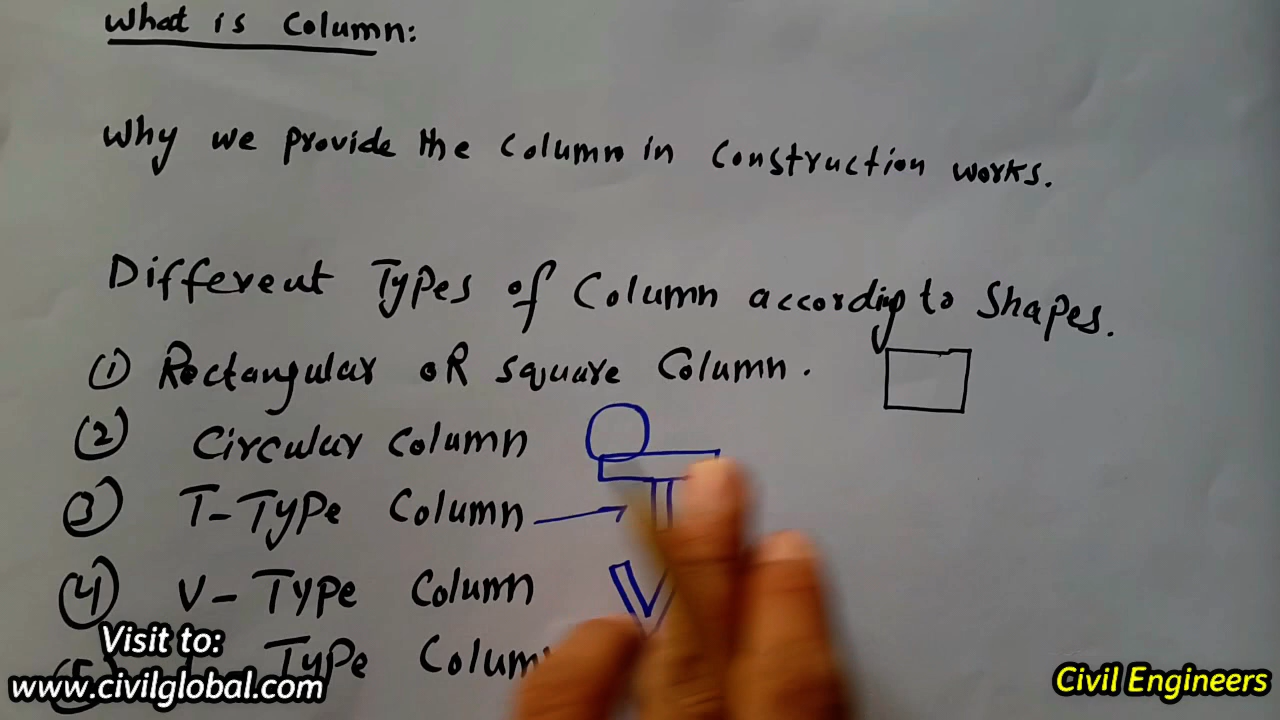 What is Column:
Why we provide the Column in Construction works.
Different Types of Column according to Shapes.
(1) Rectangular OR square Column.
(2) Circular Column
(3) T-Type Column
(4) V-Type Column
(5) Type Column
Visit to:
www.civilglobal.com
Civil Engineers